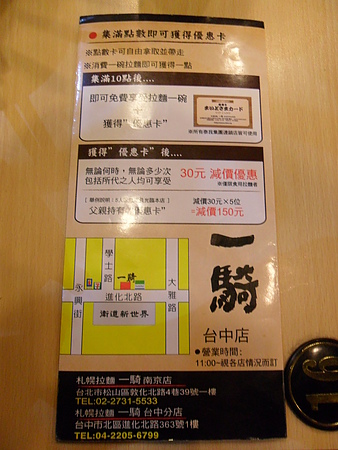 ●集滿點數即可獲得優惠卡
※點數卡可自由拿取並帶走
※消費一碗拉麵即可獲得一點
集滿10點後....
即可免費享受拉麵一碗
+
獲得"優惠卡"
獲得"優惠卡"後....
無論何時，無論多少次
包括所代之人均可享受
30元 減價優惠
父親持有"優惠卡"
減價30元×5位
=減價150元
學士路
一騎
大雅路
永興街
進化北路
衛道新世界
一騎
台中店
●營業時間：
11:00~視各店情況而訂
札幌拉麵 一騎 南京店
台北市松山區敦化北路4巷39號一樓
TEL:02-2731-5533
札幌拉麵 一騎 台中分店
台中市北區進化北路363號1樓
TEL:04-2205-6799